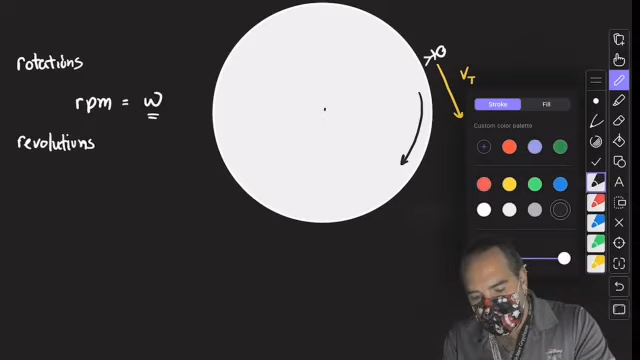 rotations
rpm = ω
revolutions
V_T
Stroke
Fill
Custom color palette